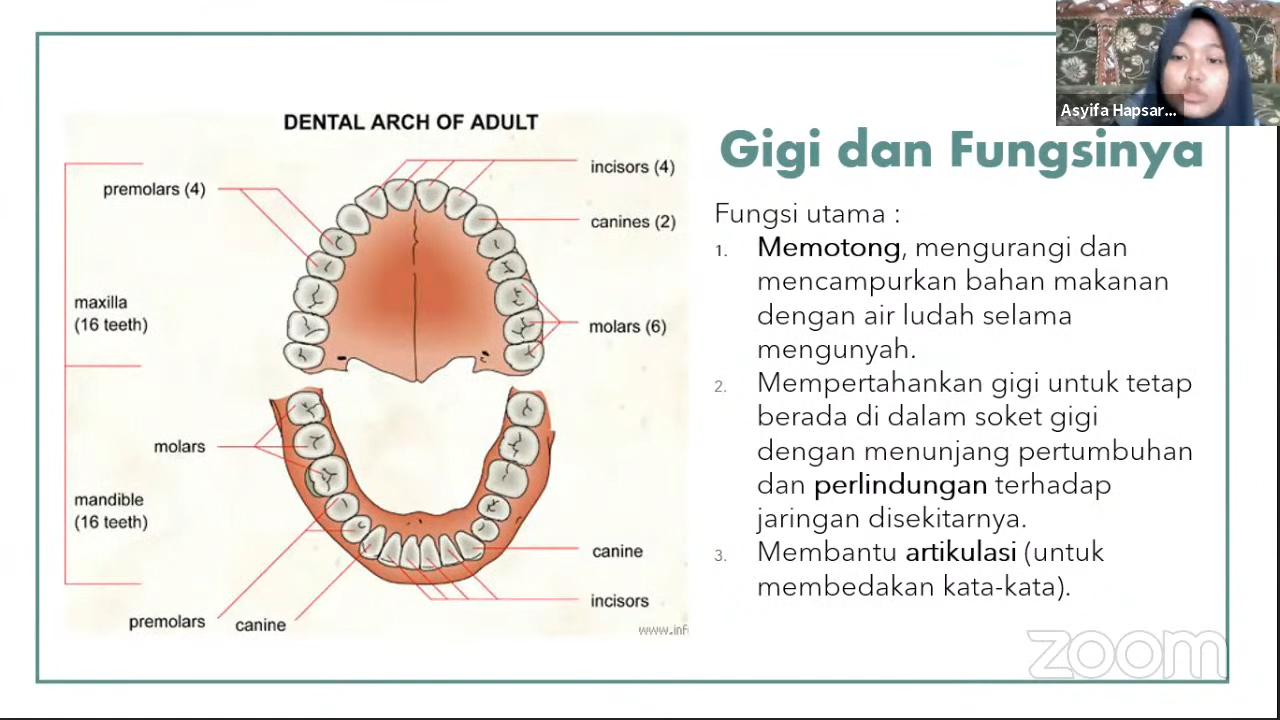 Asyifa Hapsar...
DENTAL ARCH OF ADULT
premolars (4)
incisors (4)
canines (2)
maxilla
(16 teeth)
molars (6)
molars
mandible
(16 teeth)
canine
incisors
premolars
canine
www.inf
Gigi dan Fungsinya
Fungsi utama :
1. Memotong, mengurangi dan
mencampurkan bahan makanan
dengan air ludah selama
mengunyah.
2. Mempertahankan gigi untuk tetap
berada di dalam soket gigi
dengan menunjang pertumbuhan
dan perlindungan terhadap
jaringan disekitarnya.
3. Membantu artikulasi (untuk
membedakan kata-kata).
zoom